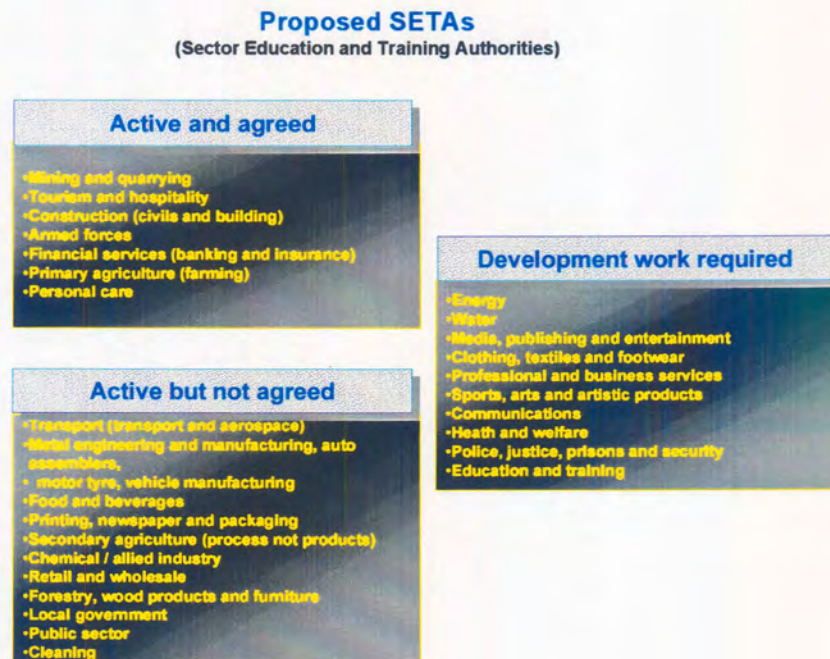 Proposed SETAs
(Sector Education and Training Authorities)
Active and agreed
•Mining and quarrying
•Tourism and hospitality
•Construction (civils and building)
•Armed forces
•Financial services (banking and insurance)
•Primary agriculture (farming)
•Personal care
Active but not agreed
•Transport (transport and aerospace)
•Metal engineering and manufacturing, auto
assemblers,
• motor tyre, vehicle manufacturing
•Food and beverages
•Printing, newspaper and packaging
•Secondary agriculture (process not products)
•Chemical / allied industry
•Retail and wholesale
•Forestry, wood products and furniture
•Local government
•Public sector
•Cleaning
Development work required
•Energy
•Water
•Media, publishing and entertainment
•Clothing, textiles and footwear
•Professional and business services
•Sports, arts and artistic products
•Communications
•Heath and welfare
•Police, justice, prisons and security
•Education and training